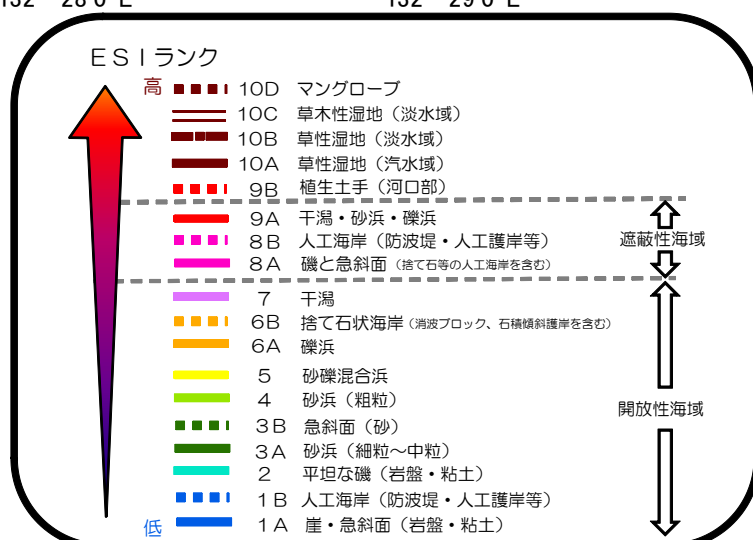 132° 28′0″E 132° 29′0″E
ＥＳＩランク
高 10D マングローブ
10C 草木性湿地（淡水域）
10B 草性湿地（淡水域）
10A 草性湿地（汽水域）
9B 植生土手（河口部）
9A 干潟・砂浜・礫浜
8B 人工海岸（防波堤・人工護岸等） 遮蔽性海域
8A 磯と急斜面（捨て石等の人工海岸を含む）
7 干潟
6B 捨て石状海岸（消波ブロック、石積傾斜護岸を含む）
6A 礫浜
5 砂礫混合浜
4 砂浜（粗粒） 開放性海域
3B 急斜面（砂）
3A 砂浜（細粒～中粒）
2 平坦な磯（岩盤・粘土）
1B 人工海岸（防波堤・人工護岸等）
低 1A 崖・急斜面（岩盤・粘土）